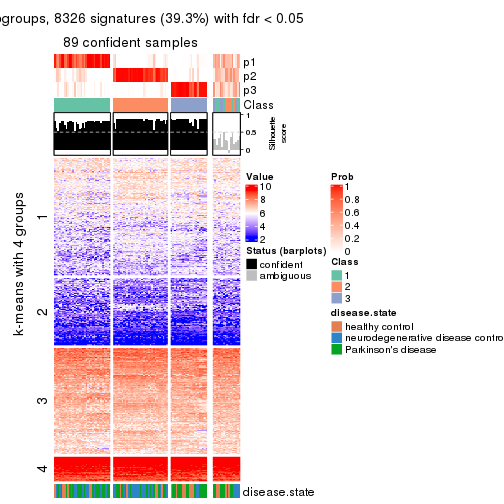 ogroups, 8326 signatures (39.3%) with fdr < 0.05
89 confident samples
p1
p2
p3
Class
1
0.5
0
Silhouette
score
k-means with 4 groups
1
2
3
4
disease.state
Value
10
8
6
4
2
Status (barplots)
confident
ambiguous
Prob
1
0.8
0.6
0.4
0.2
0
Class
1
2
3
disease.state
healthy control
neurodegenerative disease contro
Parkinson's disease